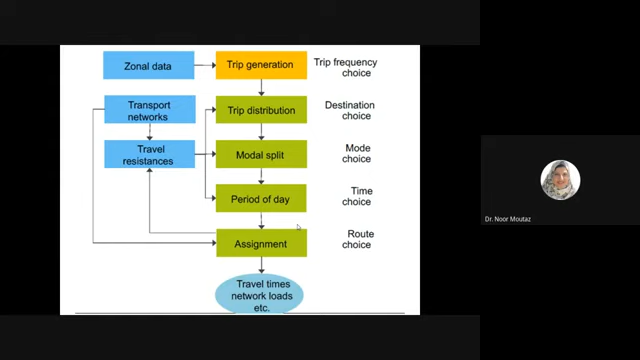 Zonal data
Trip generation
Trip frequency
choice
Transport
networks
Trip distribution
Destination
choice
Travel
resistances
Modal split
Mode
choice
Period of day
Time
choice
Assignment
Route
choice
Travel times
network loads
etc.
Dr. Noor Moutaz